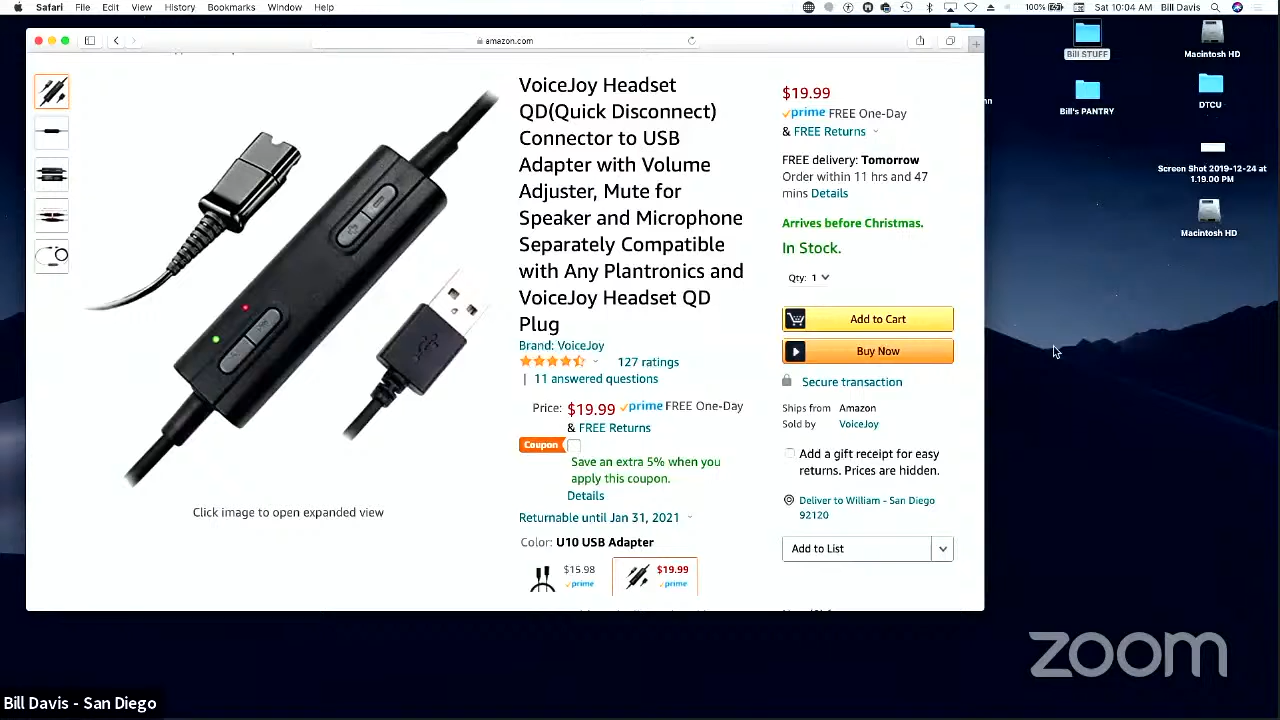 Safari File Edit View History Bookmarks Window Help
100% Sat 10:04 AM Bill Davis
amazon.com
Bill STUFF
Macintosh HD
Bill's PANTRY
DTCU
Screen Shot 2019-12-24 at
1.19.00 PM
Macintosh HD
VoiceJoy Headset
QD(Quick Disconnect)
Connector to USB
Adapter with Volume
Adjuster, Mute for
Speaker and Microphone
Separately Compatible
with Any Plantronics and
VoiceJoy Headset QD
Plug
Brand: VoiceJoy
127 ratings
| 11 answered questions
Price: $19.99 prime FREE One-Day
& FREE Returns
Coupon
Save an extra 5% when you
apply this coupon.
Details
Returnable until Jan 31, 2021
Color: U10 USB Adapter
$15.98
prime
$19.99
prime
Click image to open expanded view
$19.99
prime FREE One-Day
& FREE Returns
FREE delivery: Tomorrow
Order within 11 hrs and 47
mins Details
Arrives before Christmas.
In Stock.
Qty: 1
Add to Cart
Buy Now
Secure transaction
Ships from Amazon
Sold by VoiceJoy
Add a gift receipt for easy
returns. Prices are hidden.
Deliver to William - San Diego
92120
Add to List
zoom
Bill Davis - San Diego